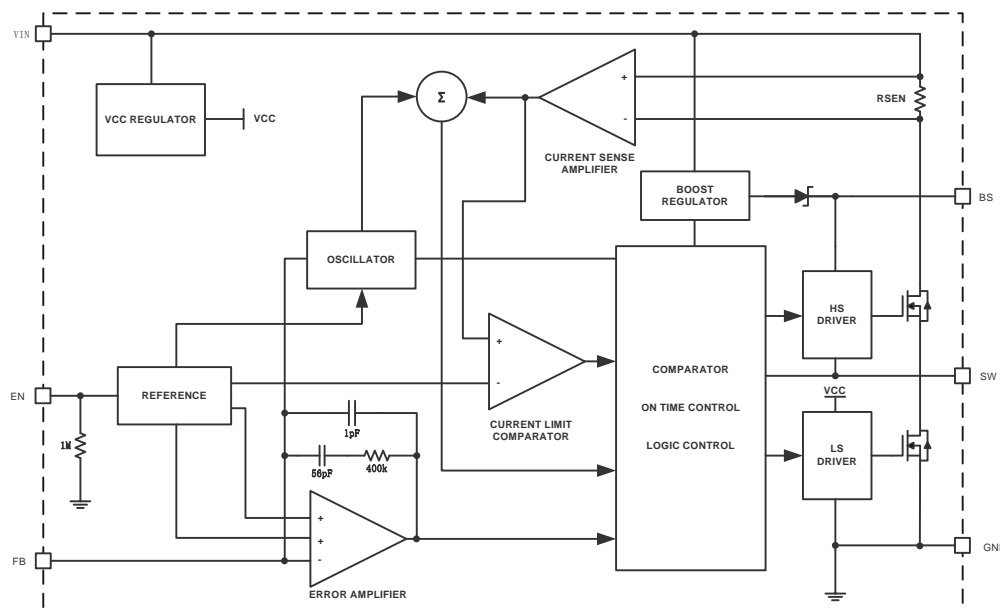 VIN
VCC REGULATOR
VCC
Σ
+
-
CURRENT SENSE
AMPLIFIER
RSEN
BOOST
REGULATOR
BS
OSCILLATOR
HS
DRIVER
+
-
CURRENT LIMIT
COMPARATOR
COMPARATOR
ON TIME CONTROL
LOGIC CONTROL
SW
EN
REFERENCE
1M
1pF
56pF
400k
VCC
LS
DRIVER
+
+
-
ERROR AMPLIFIER
FB
GN